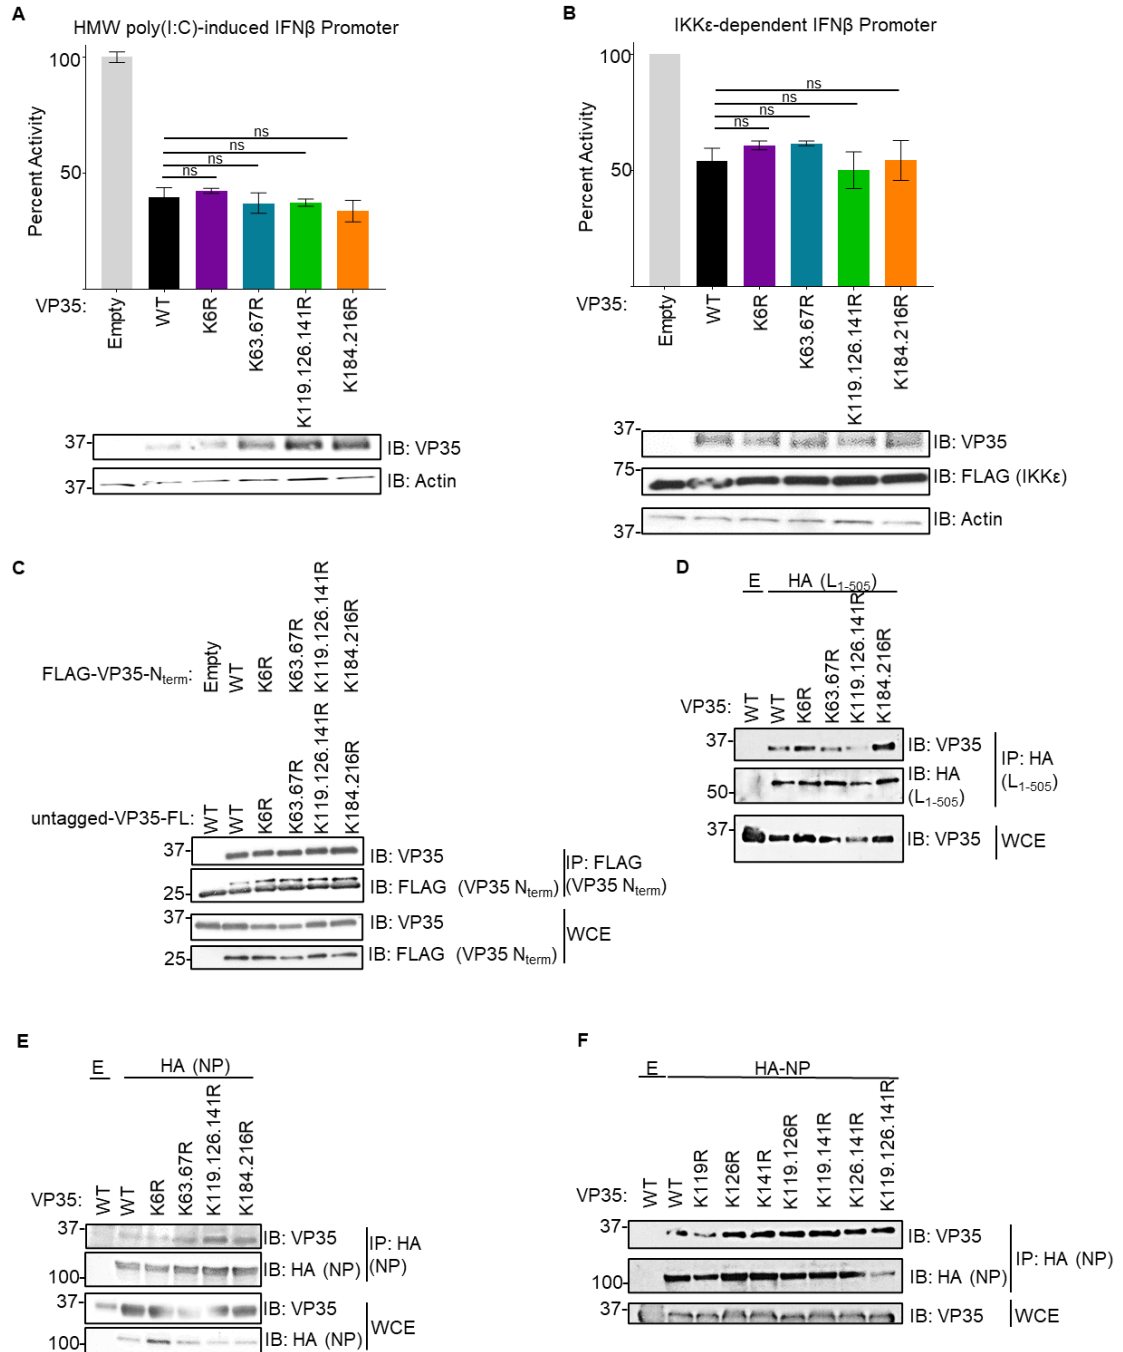 A
HMW poly(I:C)-induced IFNβ Promoter
100
50
Percent Activity
ns
ns
ns
ns
VP35:
Empty
WT
K6R
K63.67R
K119.126.141R
K184.216R
37-
IB: VP35
37-
IB: Actin
B
IKKε-dependent IFNβ Promoter
100
50
Percent Activity
ns
ns
ns
ns
VP35:
Empty
WT
K6R
K63.67R
K119.126.141R
K184.216R
37-
IB: VP35
75-
IB: FLAG (IKKε)
37-
IB: Actin
C
FLAG-VP35-Nterm:
Empty
WT
K6R
K63.67R
K119.126.141R
K184.216R
untagged-VP35-FL:
WT
WT
K6R
K63.67R
K119.126.141R
K184.216R
37-
IB: VP35
25-
IB: FLAG (VP35 Nterm)
IP: FLAG
(VP35 Nterm)
37-
IB: VP35
25-
IB: FLAG (VP35 Nterm)
WCE
D
E
HA (L1-505)
VP35:
WT
WT
K6R
K63.67R
K119.126.141R
K184.216R
37-
IB: VP35
50-
IB: HA
(L1-505)
IP: HA
(L1-505)
37-
IB: VP35
WCE
E
E
HA (NP)
VP35:
WT
WT
K6R
K63.67R
K119.126.141R
K184.216R
37-
IB: VP35
100-
IB: HA (NP)
IP: HA
(NP)
37-
IB: VP35
100-
IB: HA (NP)
WCE
F
E
HA-NP
VP35:
WT
WT
K119R
K126R
K141R
K119.126R
K119.141R
K126.141R
K119.126.141R
37-
IB: VP35
100-
IB: HA (NP)
IP: HA (NP)
37-
IB: VP35
WCE